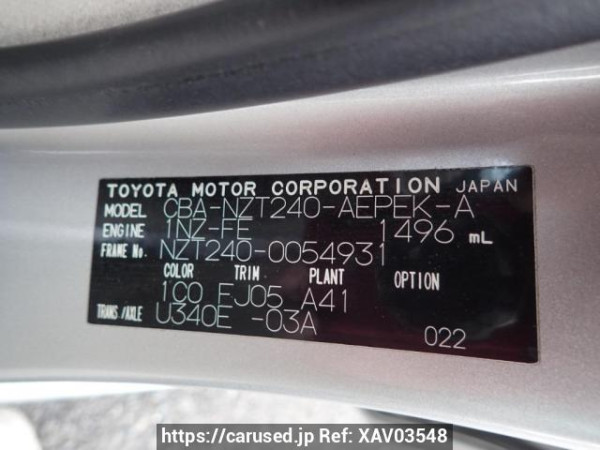 TOYOTA MOTOR CORPORATION JAPAN
MODEL CBA-NZT240-AEPEK-A
ENGINE 1NZ-FE 1496 mL
FRAME No. NZT240-0054931
COLOR TRIM PLANT OPTION
1C0 FJ05 A41
TRANS./AXLE U340E -03A
022
https://carused.jp Ref: XAV03548